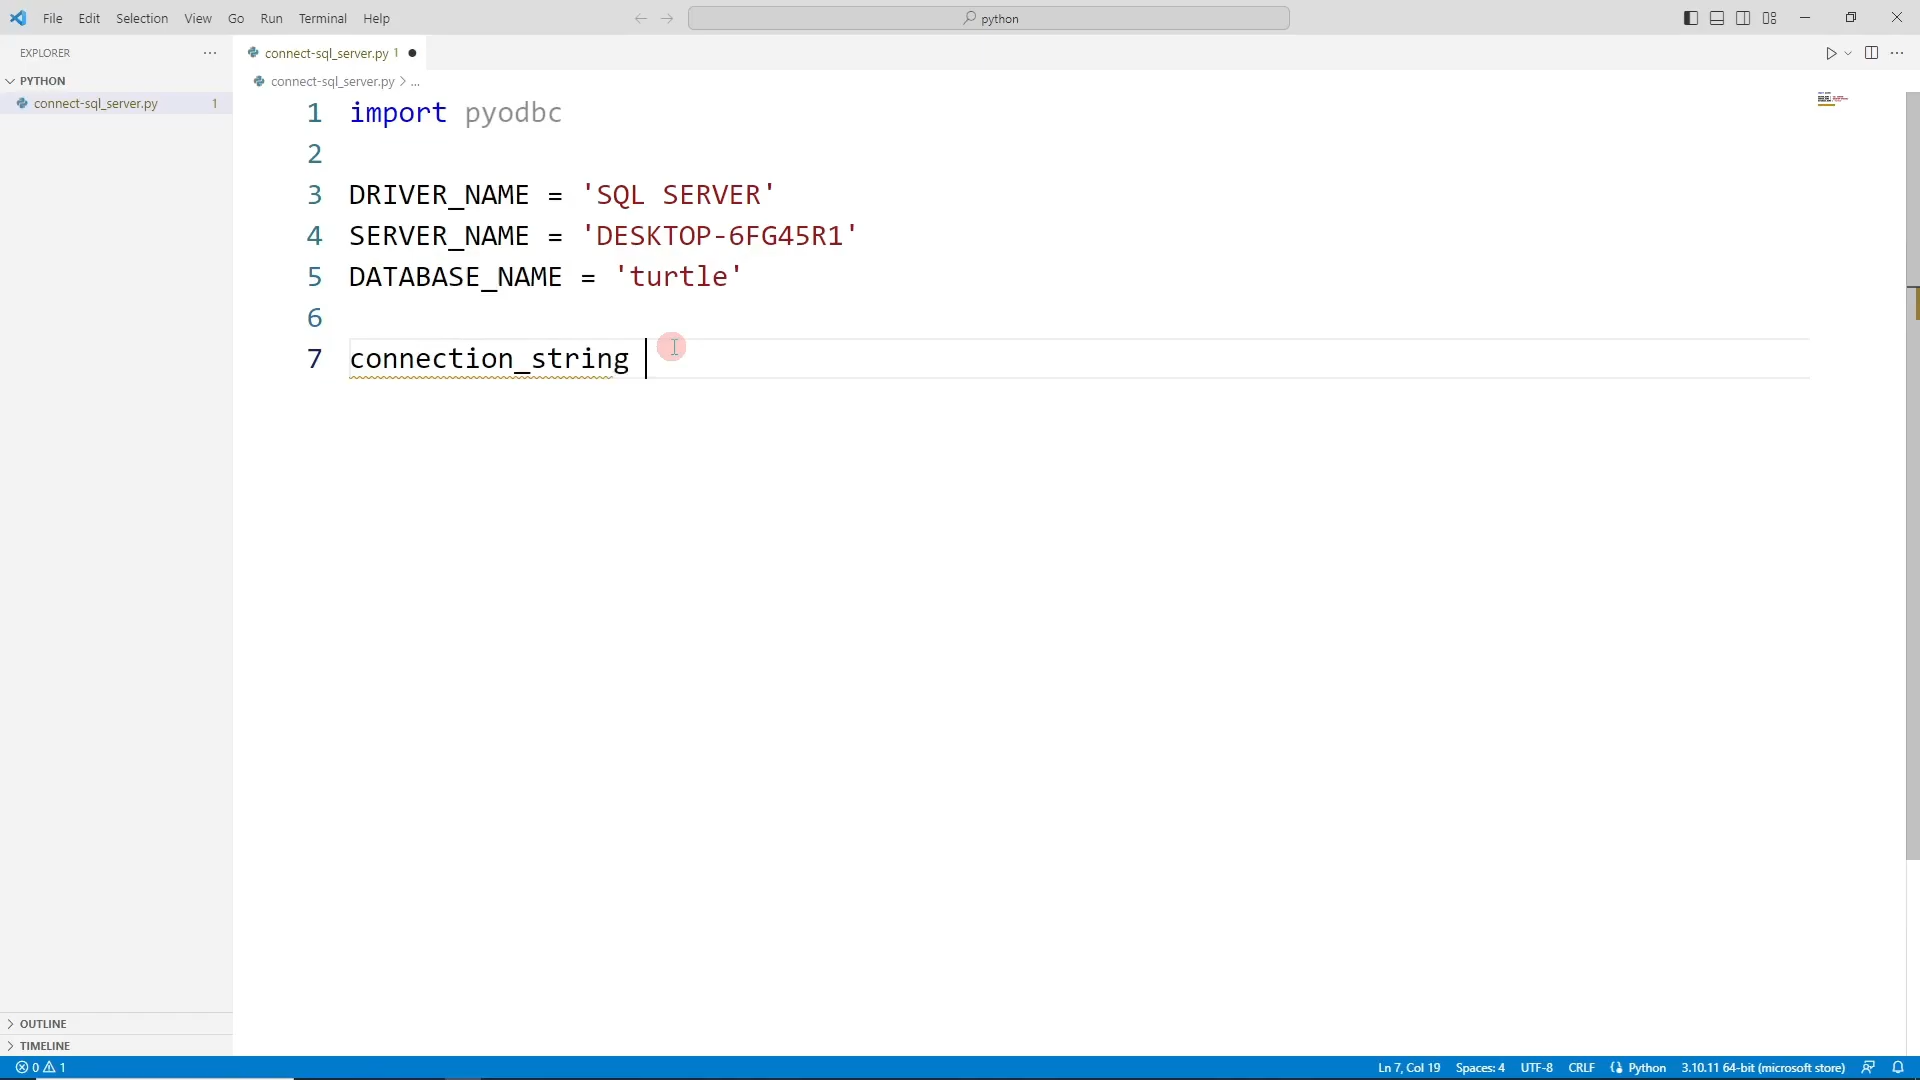 File Edit Selection View Go Run Terminal Help
python
EXPLORER
PYTHON
connect-sql_server.py 1
connect-sql_server.py 1
connect-sql_server.py > ...
1 import pyodbc
2
3 DRIVER_NAME = 'SQL SERVER'
4 SERVER_NAME = 'DESKTOP-6FG45R1'
5 DATABASE_NAME = 'turtle'
6
7 connection_string
OUTLINE
TIMELINE
0 1
Ln 7, Col 19 Spaces: 4 UTF-8 CRLF Python 3.10.11 64-bit (microsoft store)